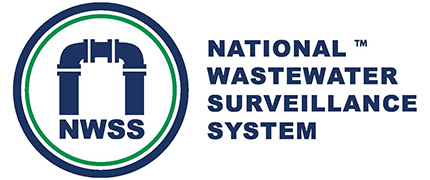 NWSS
NATIONAL ™
WASTEWATER
SURVEILLANCE
SYSTEM